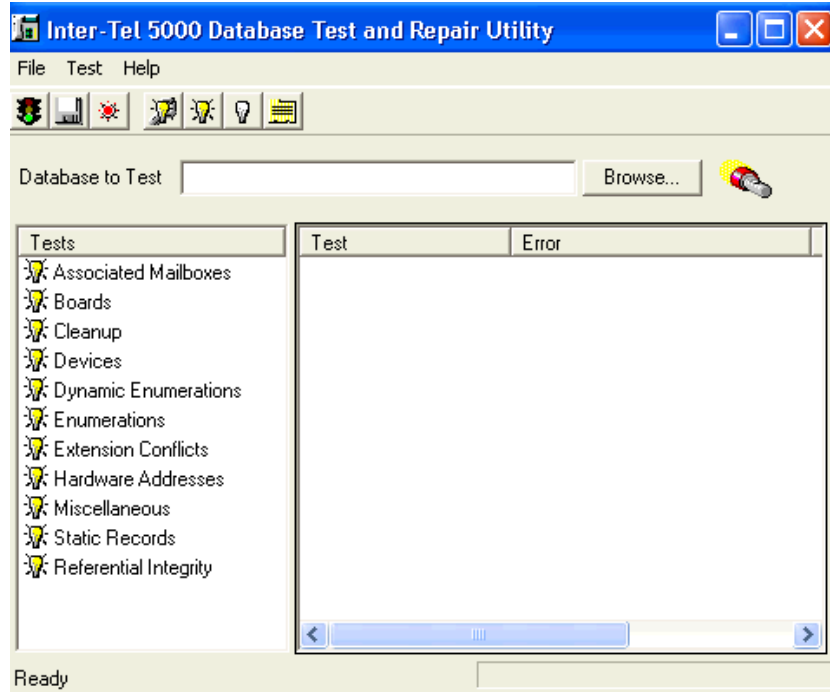 Inter-Tel 5000 Database Test and Repair Utility
File Test Help
Database to Test Browse...
Tests Test Error
Associated Mailboxes
Boards
Cleanup
Devices
Dynamic Enumerations
Enumerations
Extension Conflicts
Hardware Addresses
Miscellaneous
Static Records
Referential Integrity
Ready